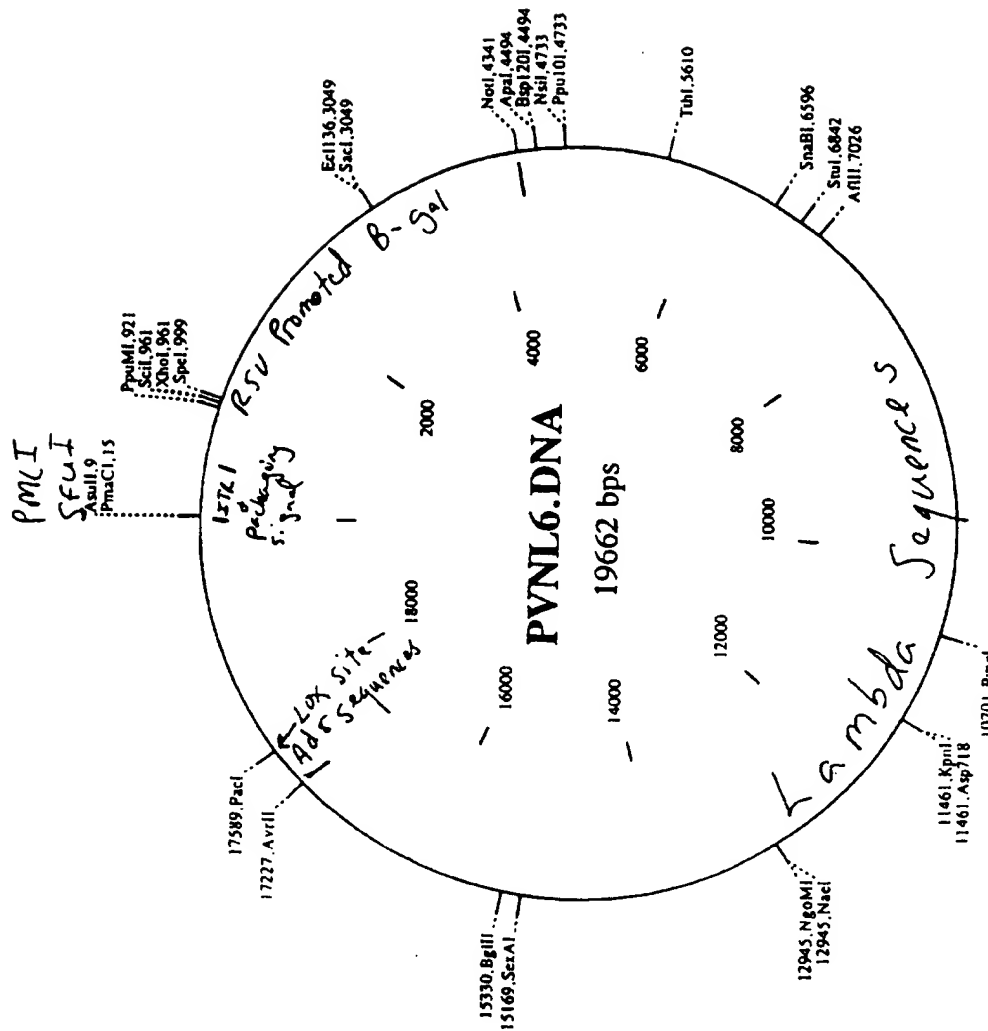 PMLI
SFUI
AsuII.9
PmaCI.15
PpuMI.921
SciI.961
XhoI.961
SpeI.999
Ecl136.3049
SacI.3049
NotI.4341
ApaI.4494
Bsp120I.4494
NsiI.4733
Ppu10I.4733
TthI.5610
SnaBI.6596
StuI.6842
AflII.7026
11461.KpnI
11461.Asp718
12945.NgoMI
12945.NaeI
15169.SexAI
15330.BglII
17227.AvrII
17589.PacI
packaging
signal
RSV Promoted B-gal
← Lox Site
Ad5 Sequences
Lambda Sequences
2000
4000
6000
8000
10000
12000
14000
16000
18000
PVNL6.DNA
19662 bps